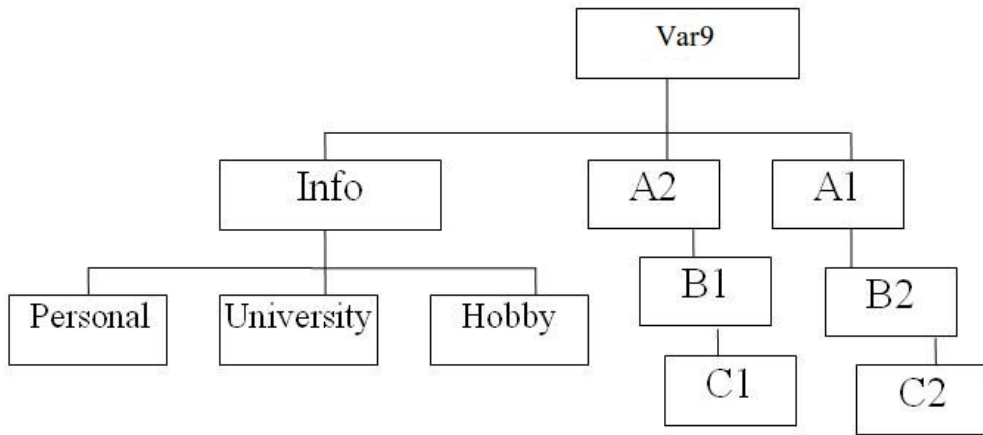 Var9
Info
A2
A1
Personal
University
Hobby
B1
B2
C1
C2